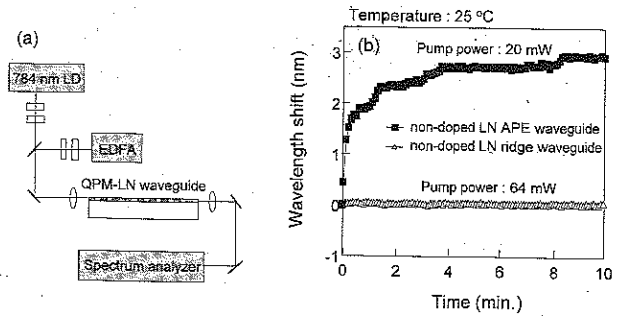 (a)
784 nm LD
EDFA
QPM-LN waveguide
Spectrum analyzer
Temperature : 25 ºC
(b)
Pump power : 20 mW
non-doped LN APE waveguide
non-doped LN ridge waveguide
Pump power : 64 mW
Wavelength shift (nm)
3
2
1
0
-1
0
2
4
6
8
10
Time (min.)